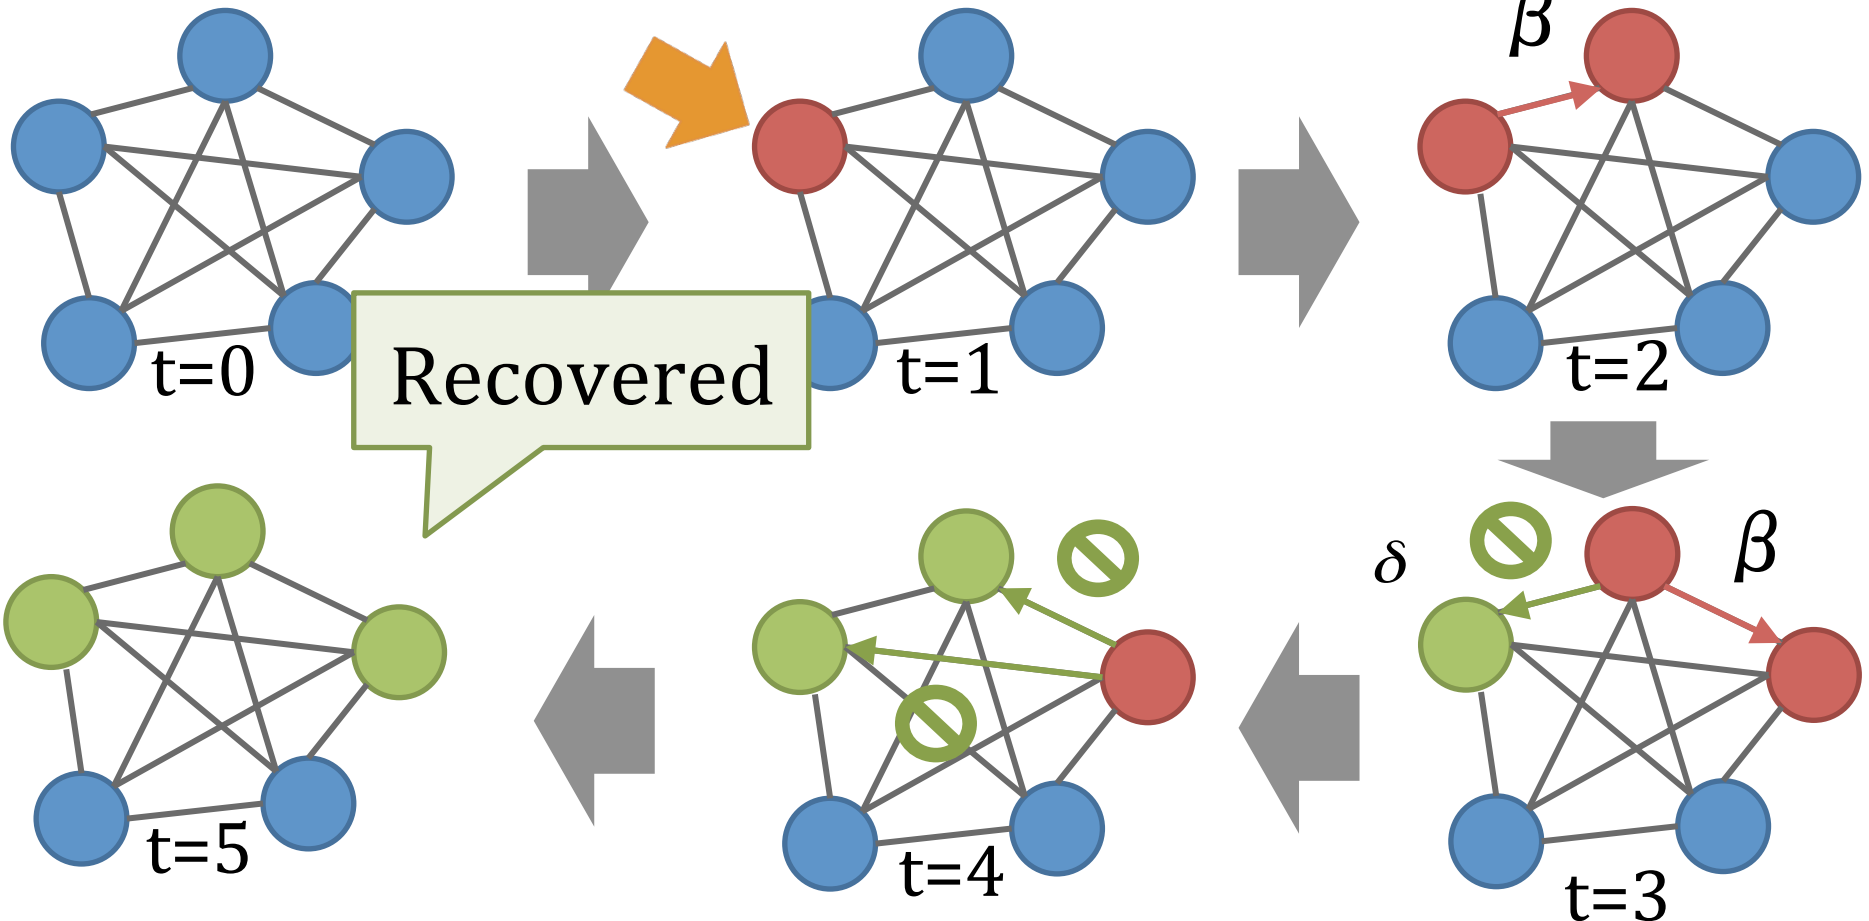 β
t=0
Recovered
t=1
t=2
δ
β
t=5
t=4
t=3